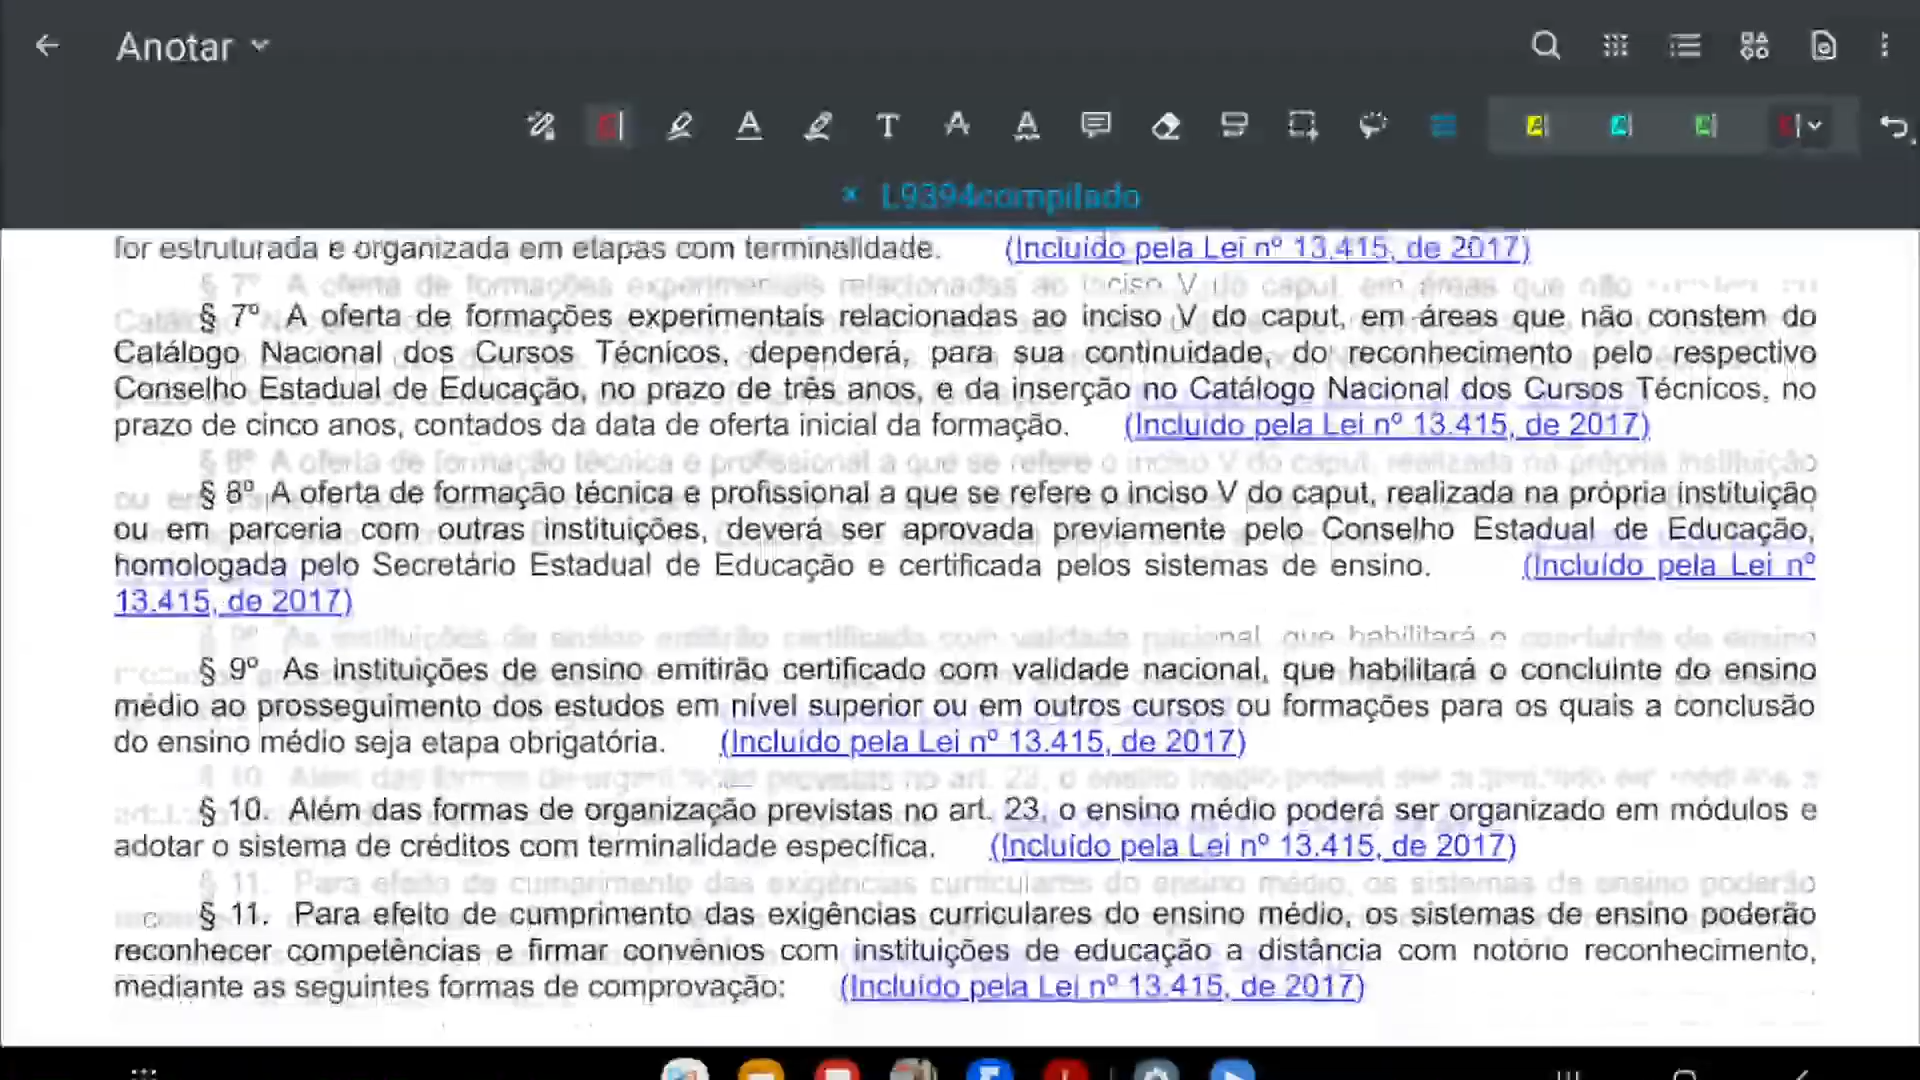 Anotar
L9394compilado
for estruturada e organizada em etapas com terminalidade. (Incluído pela Lei nº 13.415, de 2017)
§ 7º A oferta de formações experimentais relacionadas ao inciso V do caput, em áreas que não constem do
Catálogo Nacional dos Cursos Técnicos, dependerá, para sua continuidade, do reconhecimento pelo respectivo
Conselho Estadual de Educação, no prazo de três anos, e da inserção no Catálogo Nacional dos Cursos Técnicos, no
prazo de cinco anos, contados da data de oferta inicial da formação. (Incluído pela Lei nº 13.415, de 2017)
§ 8º A oferta de formação técnica e profissional a que se refere o inciso V do caput, realizada na própria instituição
ou em parceria com outras instituições, deverá ser aprovada previamente pelo Conselho Estadual de Educação,
homologada pelo Secretário Estadual de Educação e certificada pelos sistemas de ensino. (Incluído pela Lei nº
13.415, de 2017)
§ 9º As instituições de ensino emitirão certificado com validade nacional, que habilitará o concluinte do ensino
médio ao prosseguimento dos estudos em nível superior ou em outros cursos ou formações para os quais a conclusão
do ensino médio seja etapa obrigatória. (Incluído pela Lei nº 13.415, de 2017)
§ 10. Além das formas de organização previstas no art. 23, o ensino médio poderá ser organizado em módulos e
adotar o sistema de créditos com terminalidade específica. (Incluído pela Lei nº 13.415, de 2017)
§ 11. Para efeito de cumprimento das exigências curriculares do ensino médio, os sistemas de ensino poderão
reconhecer competências e firmar convênios com instituições de educação a distância com notório reconhecimento,
mediante as seguintes formas de comprovação: (Incluído pela Lei nº 13.415, de 2017)